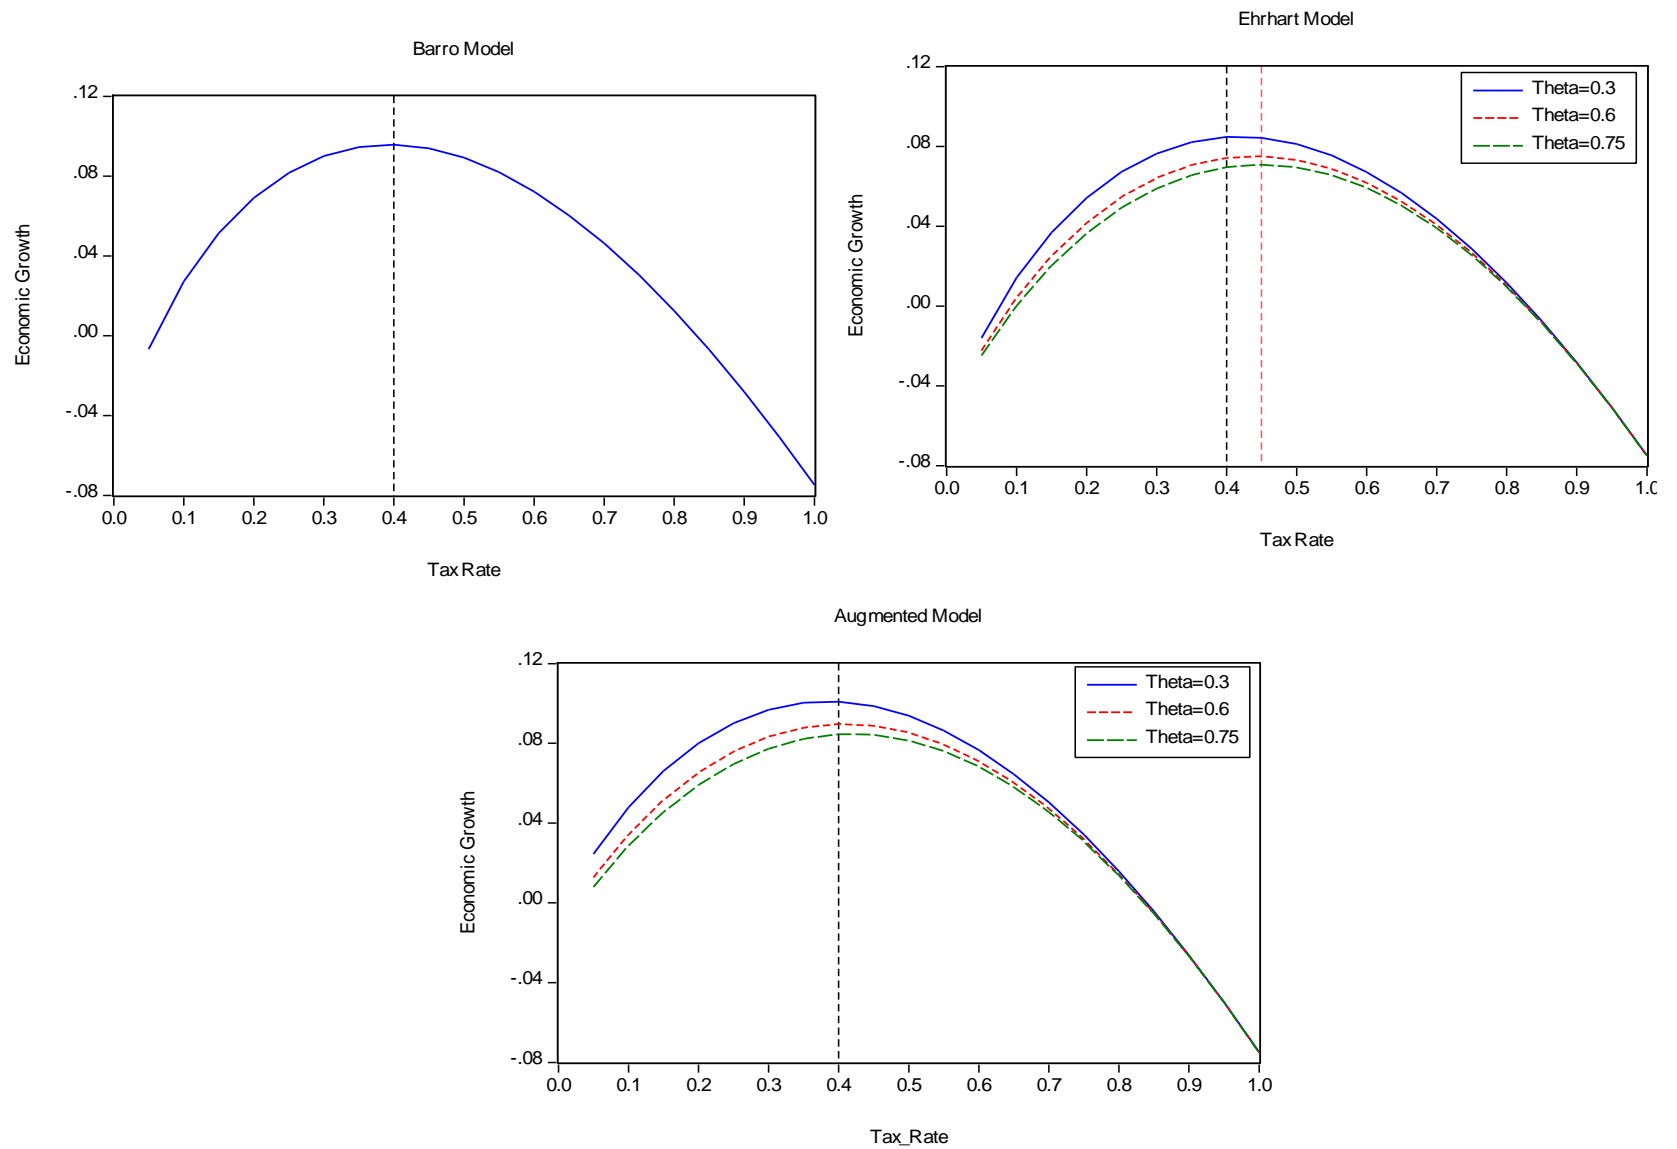 Barro Model
.12
.08
.04
.00
-.04
-.08
0.0 0.1 0.2 0.3 0.4 0.5 0.6 0.7 0.8 0.9 1.0
Economic Growth
Tax Rate
Ehrhart Model
.12
.08
.04
.00
-.04
-.08
0.0 0.1 0.2 0.3 0.4 0.5 0.6 0.7 0.8 0.9 1.0
Economic Growth
Tax Rate
Theta=0.3
Theta=0.6
Theta=0.75
Augmented Model
.12
.08
.04
.00
-.04
-.08
0.0 0.1 0.2 0.3 0.4 0.5 0.6 0.7 0.8 0.9 1.0
Economic Growth
Tax_Rate
Theta=0.3
Theta=0.6
Theta=0.75